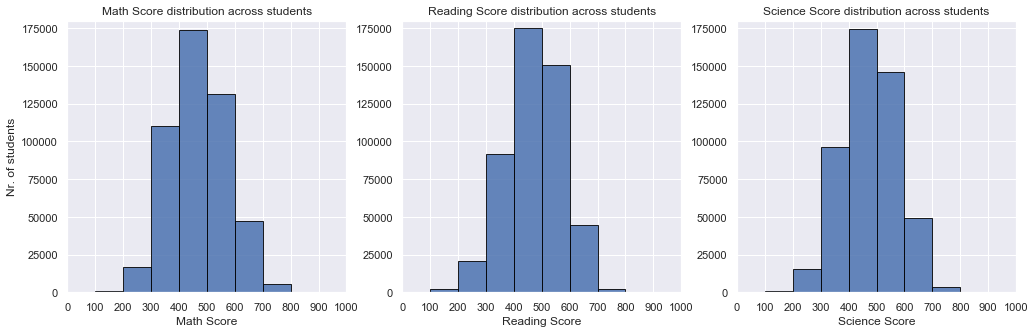 Math Score distribution across students
175000
150000
125000
100000
75000
50000
25000
0
Nr. of students
0 100 200 300 400 500 600 700 800 900 1000
Math Score
Reading Score distribution across students
175000
150000
125000
100000
75000
50000
25000
0
0 100 200 300 400 500 600 700 800 900 1000
Reading Score
Science Score distribution across students
175000
150000
125000
100000
75000
50000
25000
0
0 100 200 300 400 500 600 700 800 900 1000
Science Score